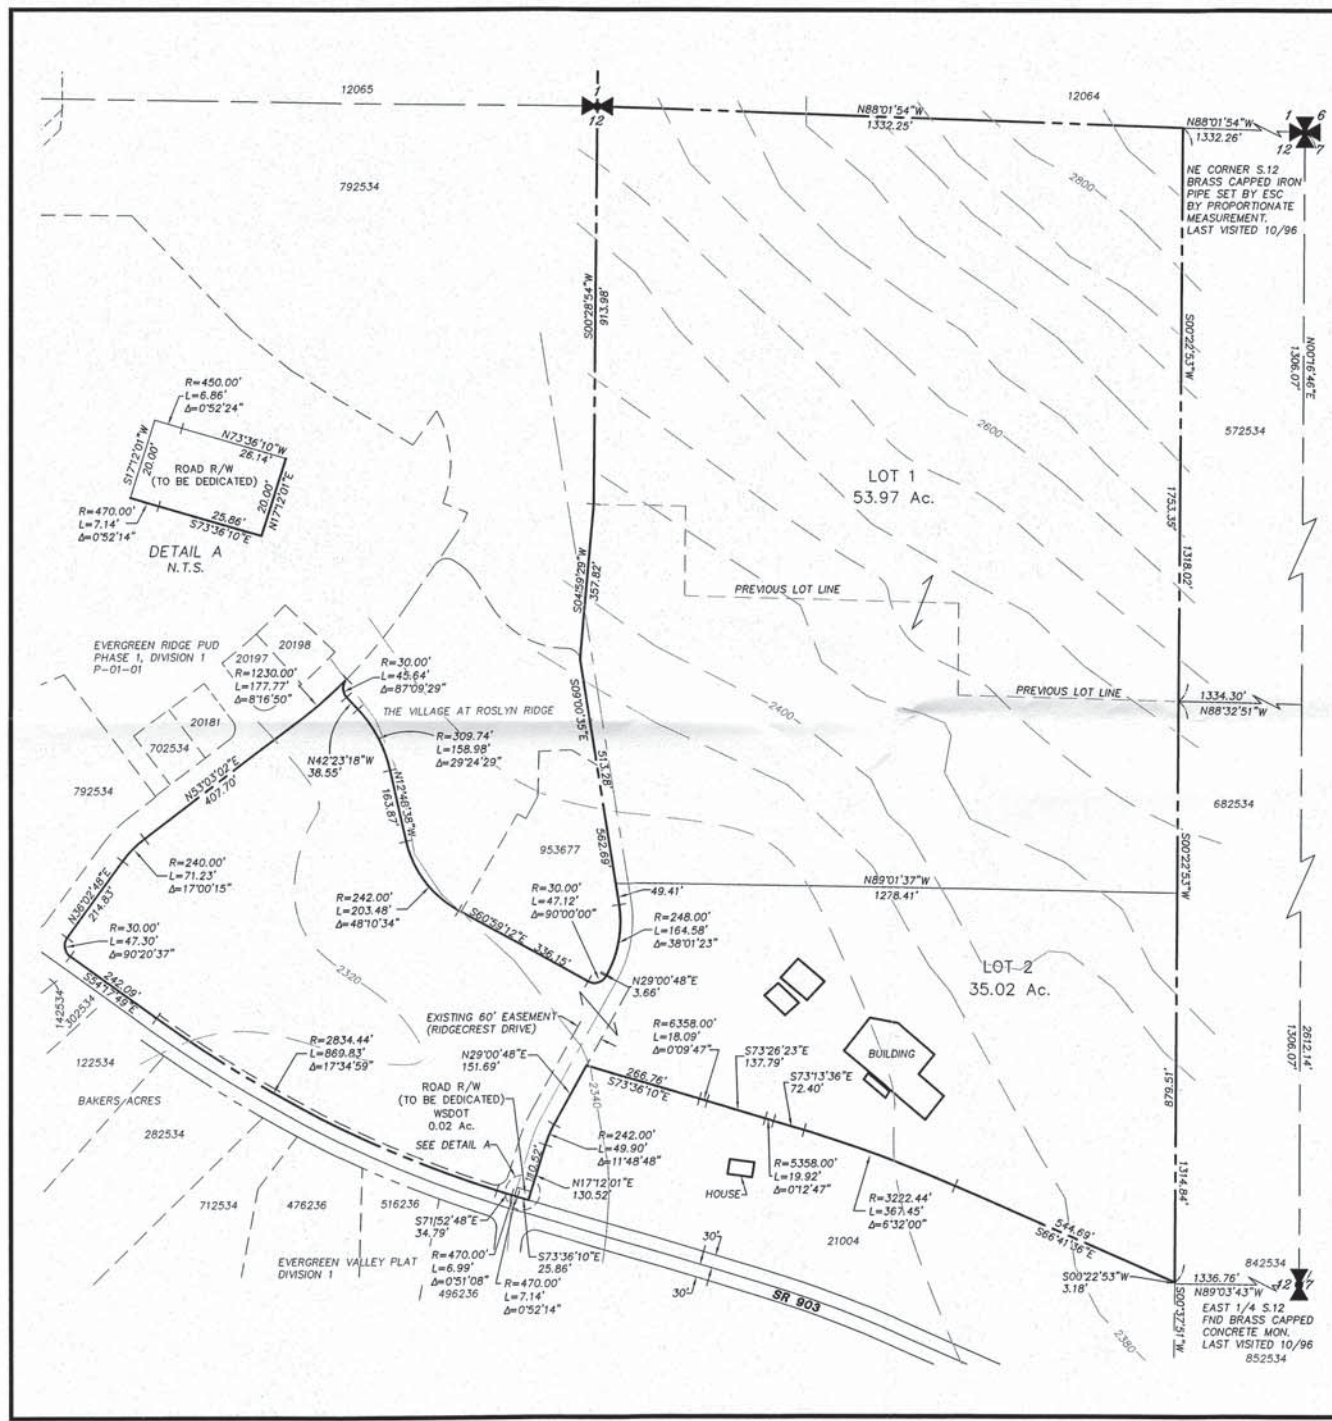 12065
1
12
N88°01'54"W
1332.25'
12064
N88°01'54"W
1332.26'
1 6
12 7
NE CORNER S.12
BRASS CAPPED IRON
PIPE SET BY ESC
BY PROPORTIONATE
MEASUREMENT.
LAST VISITED 10/96
792534
2800
S00°28'54"W
913.98'
S00°22'53"W
N00°16'46"E
1306.07'
572534
2600
R=450.00'
L=6.86'
Δ=0°52'24"
N73°36'10"W
26.14'
S17°12'01"W
20.00'
ROAD R/W
(TO BE DEDICATED)
20.00'
N17°12'01"E
R=470.00'
L=7.14'
Δ=0°52'14"
25.86'
S73°36'10"E
DETAIL A
N.T.S.
LOT 1
53.97 Ac.
1753.35'
1318.02'
S04°59'29"W
357.82'
PREVIOUS LOT LINE
EVERGREEN RIDGE PUD
PHASE 1, DIVISION 1
P-01-01
20198
20197
R=1230.00'
L=177.77'
Δ=8°16'50"
R=30.00'
L=45.64'
Δ=87°09'29"
20181
702534
THE VILLAGE AT ROSLYN RIDGE
S09°00'35"E
513.28'
PREVIOUS LOT LINE
1334.30'
N88°32'51"W
2400
N42°23'18"W
38.55'
R=309.74'
L=158.98'
Δ=29°24'29"
N53°03'02"E
407.70'
N12°48'38"W
163.87'
792534
682534
953677
562.69'
S00°22'53"W
R=240.00'
L=71.23'
Δ=17°00'15"
N36°02'48"E
214.83'
R=242.00'
L=203.48'
Δ=48°10'34"
R=30.00'
L=47.12'
Δ=90°00'00"
49.41'
N89°01'37"W
1278.41'
R=30.00'
L=47.30'
Δ=90°20'37"
S60°59'12"E
336.15'
R=248.00'
L=164.58'
Δ=38°01'23"
2320
LOT 2
35.02 Ac.
N29°00'48"E
3.66'
242.09'
S54°17'49"E
142534
302534
EXISTING 60' EASEMENT
(RIDGECREST DRIVE)
R=6358.00'
L=18.09'
Δ=0°09'47"
R=2834.44'
L=869.83'
Δ=17°34'59"
N29°00'48"E
151.69'
S73°26'23"E
137.79'
S73°13'36"E
72.40'
BUILDING
2612.14'
1306.07'
122534
266.76'
S73°36'10"E
879.51'
BAKERS ACRES
ROAD R/W
(TO BE DEDICATED)
WSDOT
0.02 Ac.
2340
282534
SEE DETAIL A
110.52'
R=242.00'
L=49.90'
Δ=11°48'48"
R=5358.00'
L=19.92'
Δ=0°12'47"
N17°12'01"E
130.52'
HOUSE
1314.84'
712534
476236
516236
S71°52'48"E
34.79'
R=3222.44'
L=367.45'
Δ=6°32'00"
544.69'
S66°41'36"E
30'
21004
EVERGREEN VALLEY PLAT
DIVISION 1
R=470.00'
L=6.99'
Δ=0°51'08"
496236
S73°36'10"E
25.86'
R=470.00'
L=7.14'
Δ=0°52'14"
30'
SR 903
S00°22'53"W
3.18'
842534
1336.76'
N89°03'43"W
12 7
S00°37'51"W
2380
EAST 1/4 S.12
FND BRASS CAPPED
CONCRETE MON.
LAST VISITED 10/96
852534